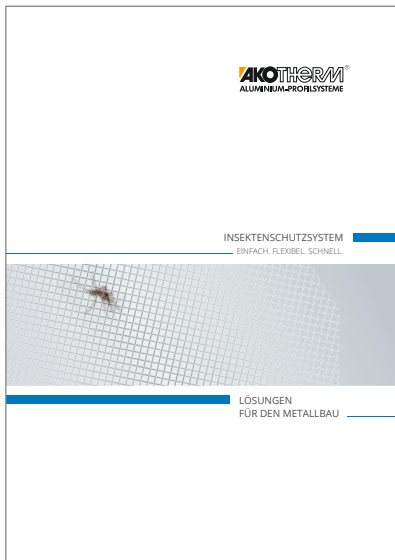 AKOTHERM®
ALUMINIUM-PROFILSYSTEME
INSEKTENSCHUTZSYSTEM
EINFACH. FLEXIBEL. SCHNELL.
LÖSUNGEN
FÜR DEN METALLBAU